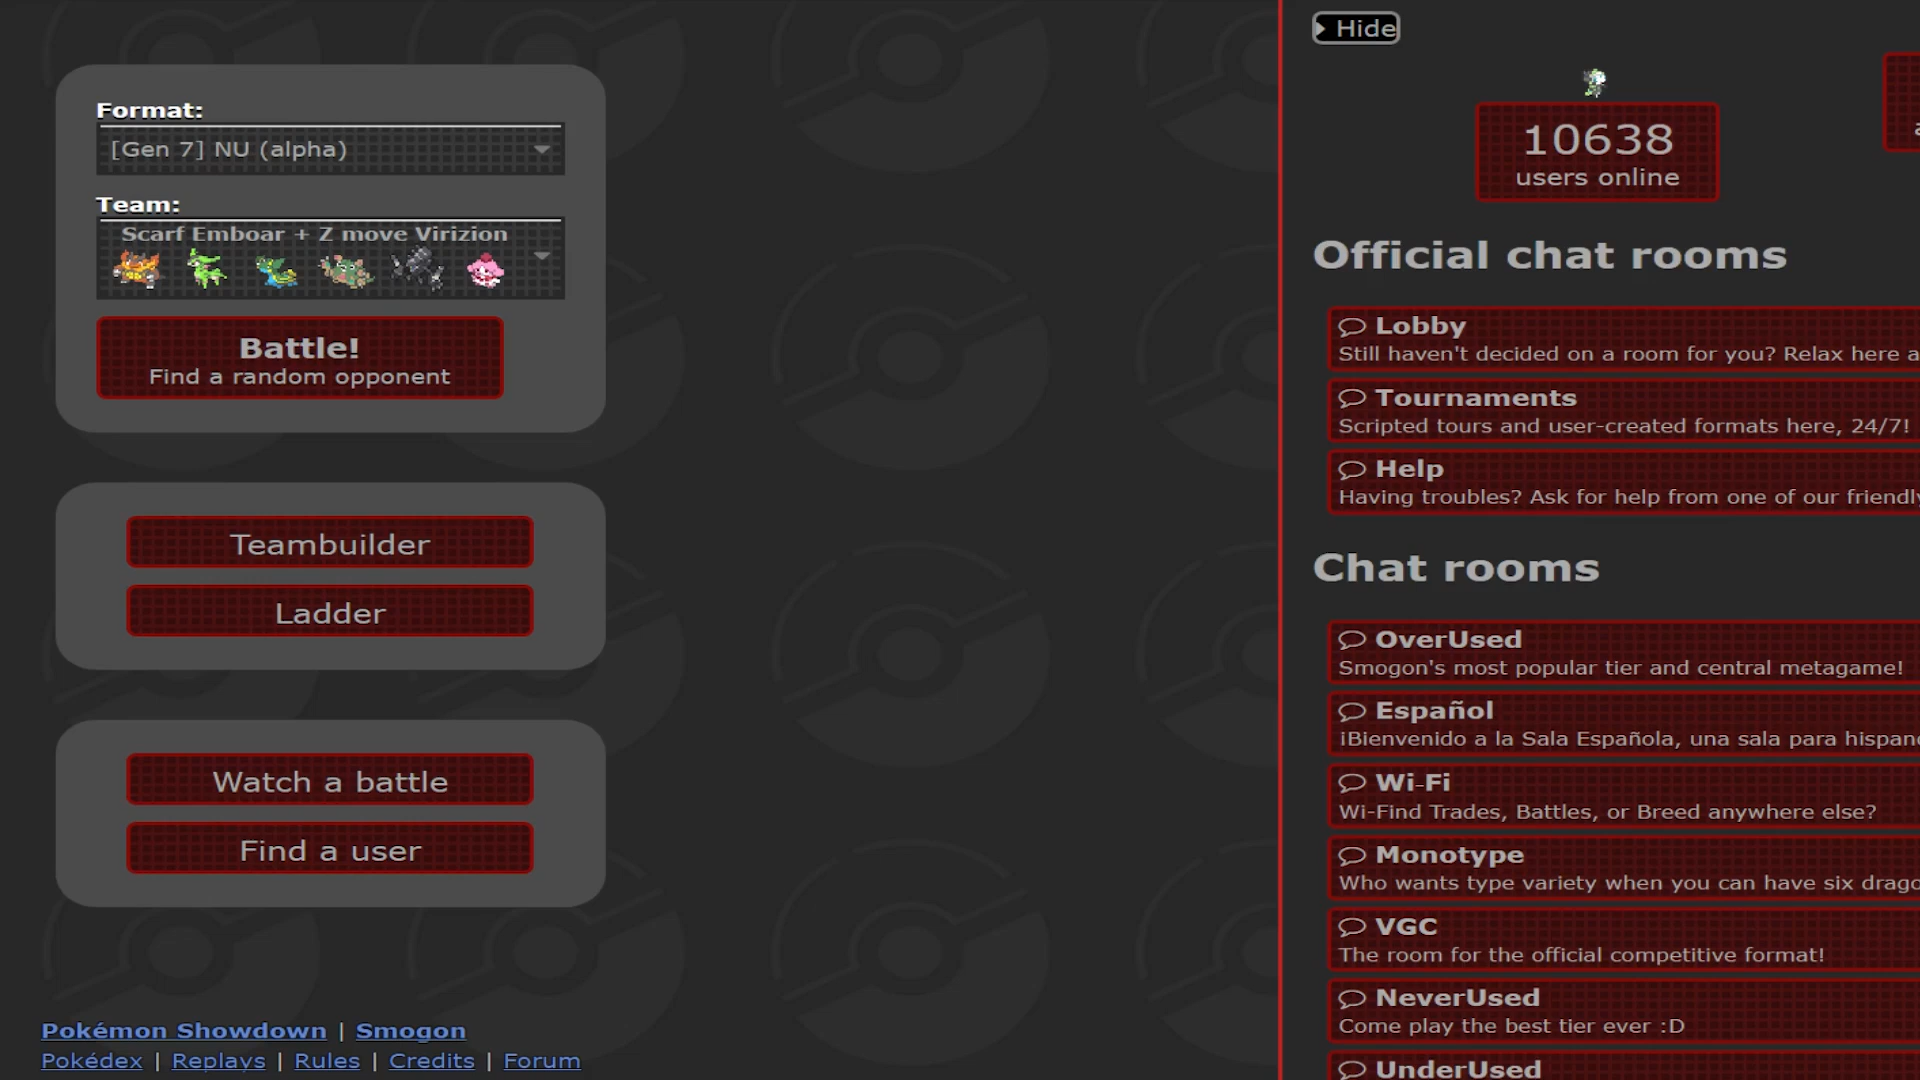 Format:
[Gen 7] NU (alpha)
Team:
Scarf Emboar + Z move Virizion
Battle!
Find a random opponent
Teambuilder
Ladder
Watch a battle
Find a user
Pokémon Showdown | Smogon
Pokédex | Replays | Rules | Credits | Forum
Hide
10638
users online
Official chat rooms
Lobby
Still haven't decided on a room for you? Relax here a
Tournaments
Scripted tours and user-created formats here, 24/7!
Help
Having troubles? Ask for help from one of our friendly
Chat rooms
OverUsed
Smogon's most popular tier and central metagame!
Español
¡Bienvenido a la Sala Española, una sala para hispano
Wi-Fi
Wi-Find Trades, Battles, or Breed anywhere else?
Monotype
Who wants type variety when you can have six drago
VGC
The room for the official competitive format!
NeverUsed
Come play the best tier ever :D
UnderUsed